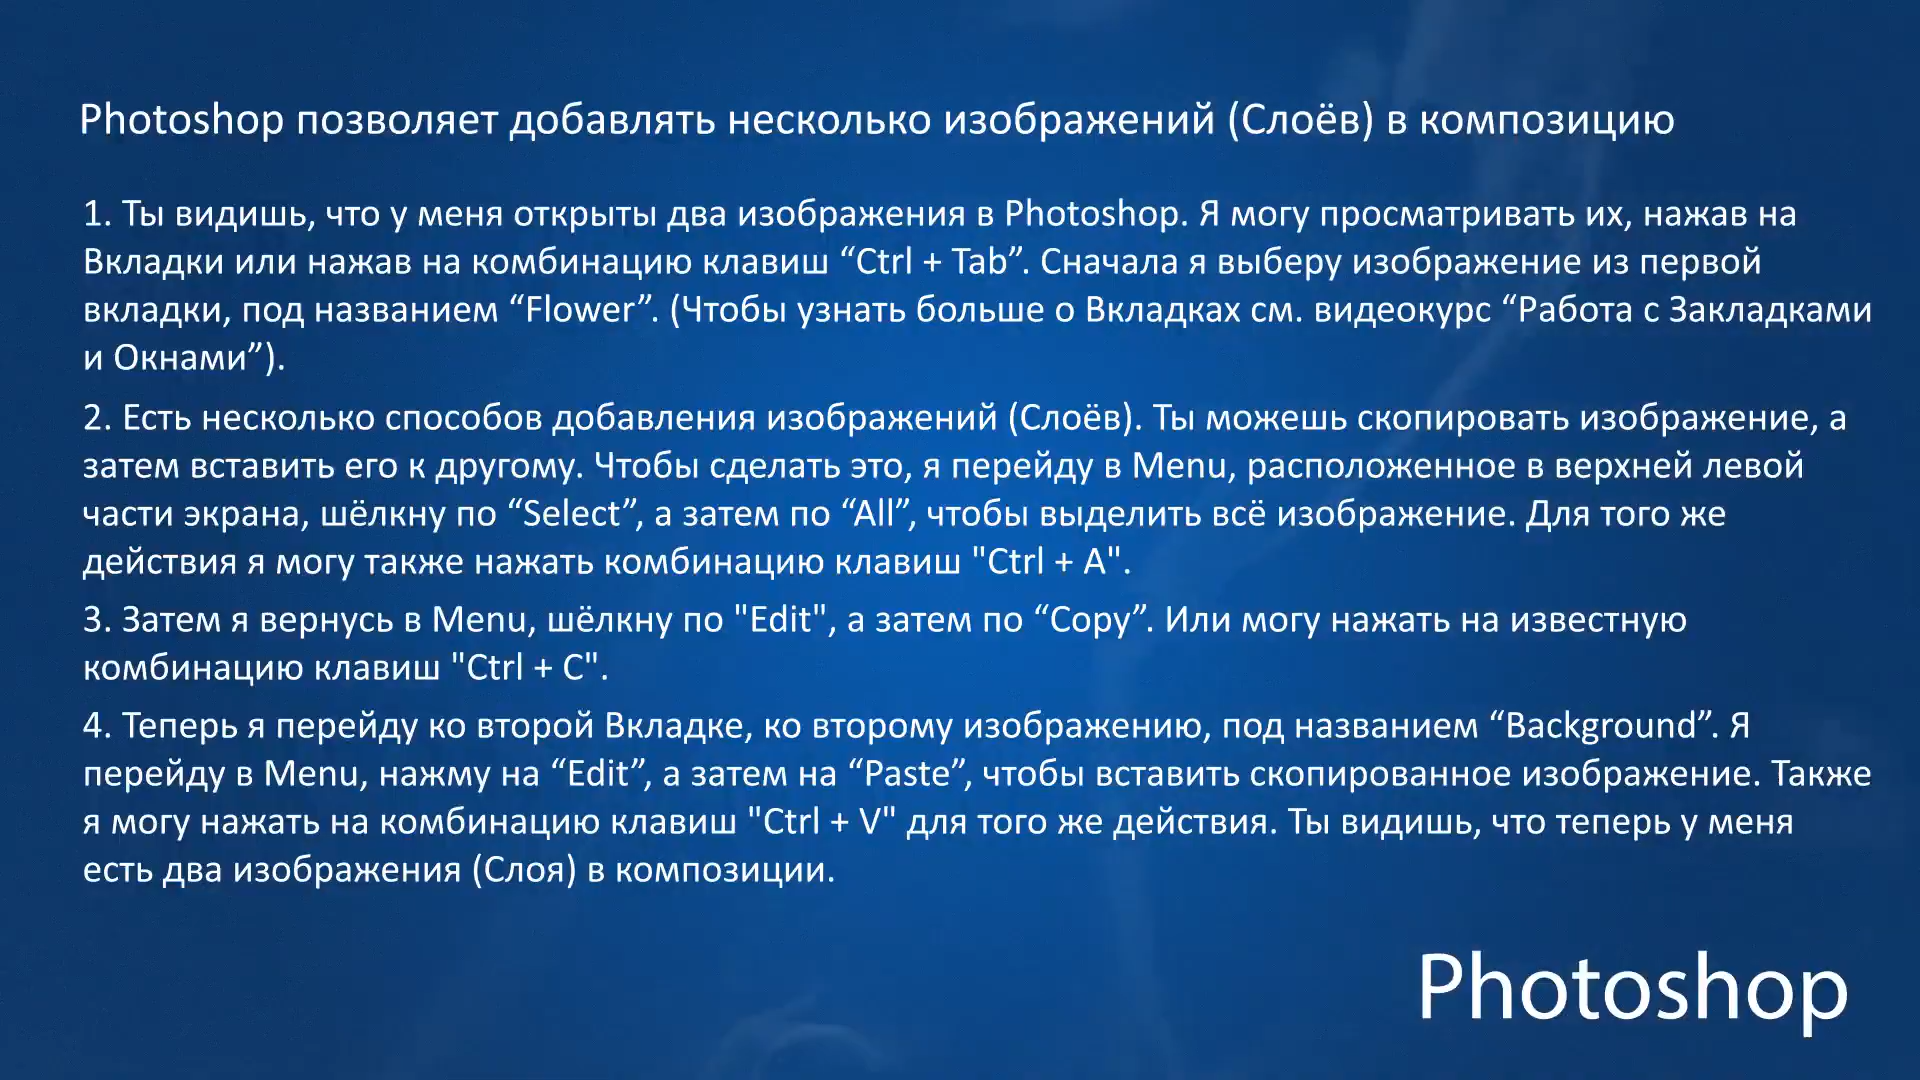 Photoshop позволяет добавлять несколько изображений (Слоёв) в композицию
1. Ты видишь, что у меня открыты два изображения в Photoshop. Я могу просматривать их, нажав на
Вкладки или нажав на комбинацию клавиш “Ctrl + Tab”. Сначала я выберу изображение из первой
вкладки, под названием “Flower”. (Чтобы узнать больше о Вкладках см. видеокурс “Работа с Закладками
и Окнами”).
2. Есть несколько способов добавления изображений (Слоёв). Ты можешь скопировать изображение, а
затем вставить его к другому. Чтобы сделать это, я перейду в Menu, расположенное в верхней левой
части экрана, шёлкну по “Select”, а затем по “All”, чтобы выделить всё изображение. Для того же
действия я могу также нажать комбинацию клавиш "Ctrl + A".
3. Затем я вернусь в Menu, шёлкну по "Edit", а затем по “Copy”. Или могу нажать на известную
комбинацию клавиш "Ctrl + C".
4. Теперь я перейду ко второй Вкладке, ко второму изображению, под названием “Background”. Я
перейду в Menu, нажму на “Edit”, а затем на “Paste”, чтобы вставить скопированное изображение. Также
я могу нажать на комбинацию клавиш "Ctrl + V" для того же действия. Ты видишь, что теперь у меня
есть два изображения (Слоя) в композиции.
Photoshop